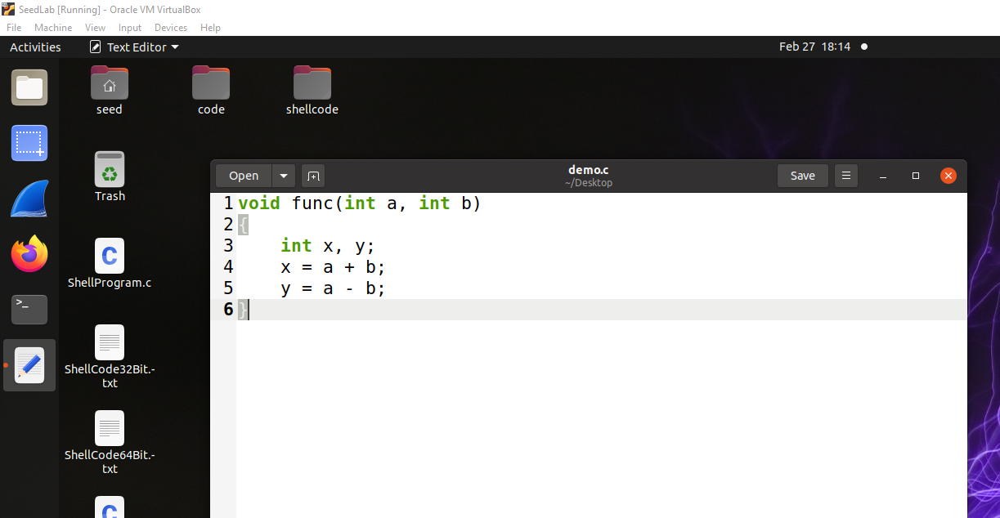 SeedLab [Running] - Oracle VM VirtualBox
File Machine View Input Devices Help
Activities Text Editor Feb 27 18:14
seed code shellcode
Trash
ShellProgram.c
ShellCode32Bit.-
txt
ShellCode64Bit.-
txt
Open demo.c Save
~/Desktop
1 void func(int a, int b)
2 {
3     int x, y;
4     x = a + b;
5     y = a - b;
6 }